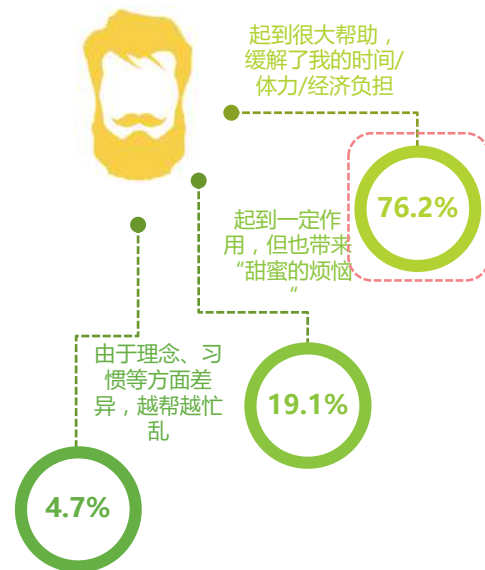 起到很大帮助，
缓解了我的时间/
体力/经济负担
76.2%
起到一定作
用，但也带来
“甜蜜的烦恼
“
19.1%
由于理念、习
惯等方面差
异，越帮越忙
乱
4.7%